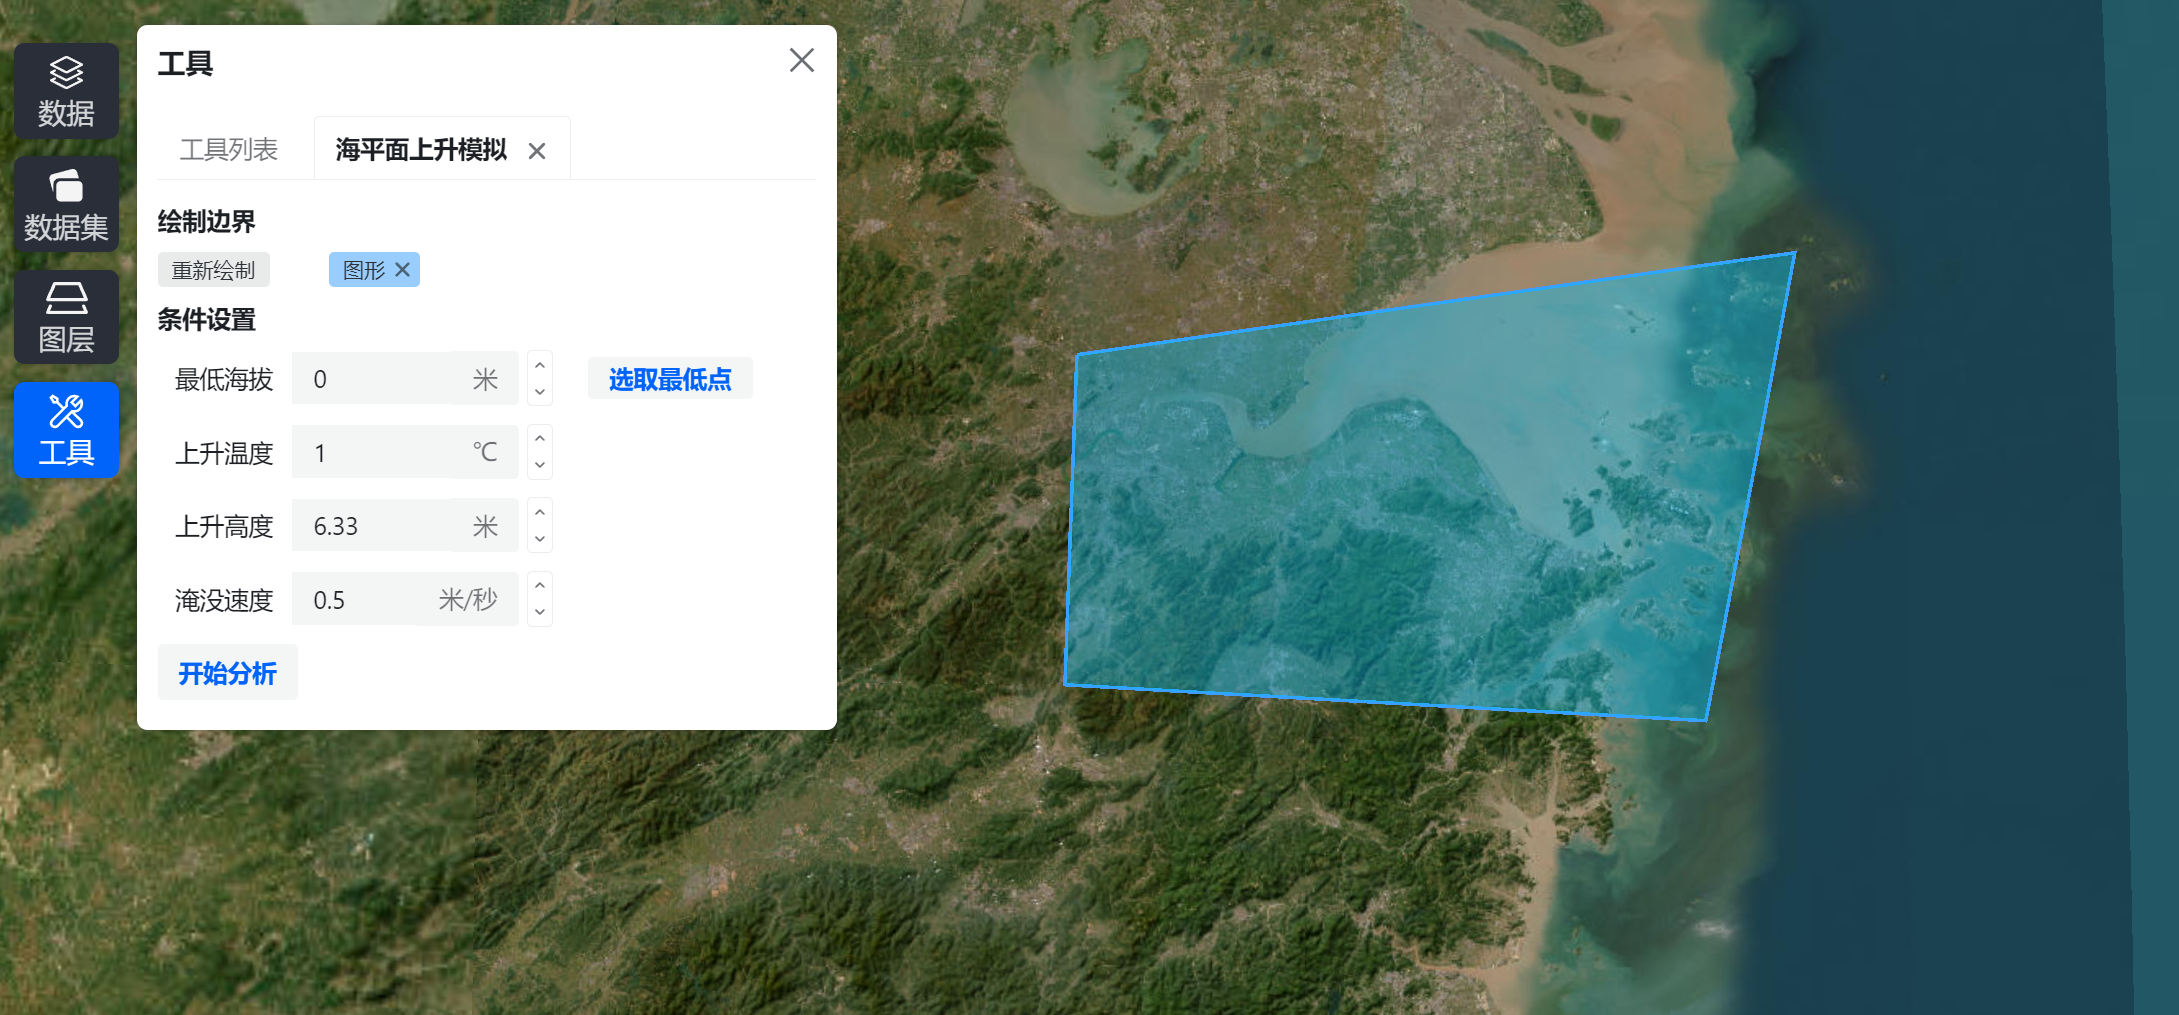 数据
数据集
图层
工具
工具
工具列表
海平面上升模拟
绘制边界
重新绘制
图形
条件设置
最低海拔 0 米 选取最低点
上升温度 1 ℃
上升高度 6.33 米
淹没速度 0.5 米/秒
开始分析